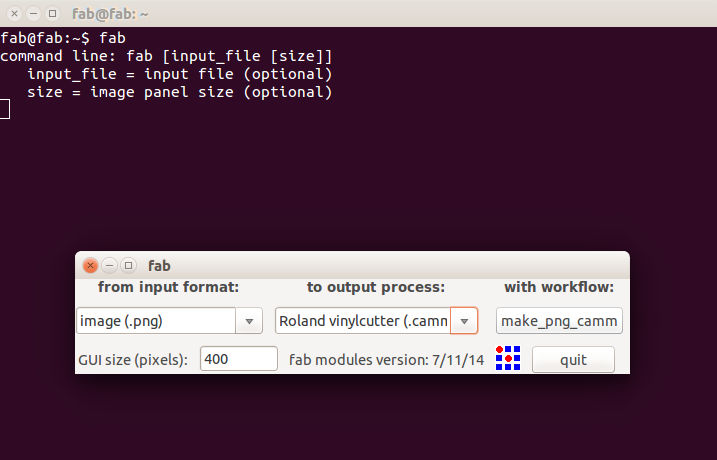 fab@fab: ~
fab@fab:~$ fab
command line: fab [input_file [size]]
input_file = input file (optional)
size = image panel size (optional)
fab
from input format: to output process: with workflow:
image (.png) Roland vinylcutter (.camn make_png_camm
GUI size (pixels): 400 fab modules version: 7/11/14 quit